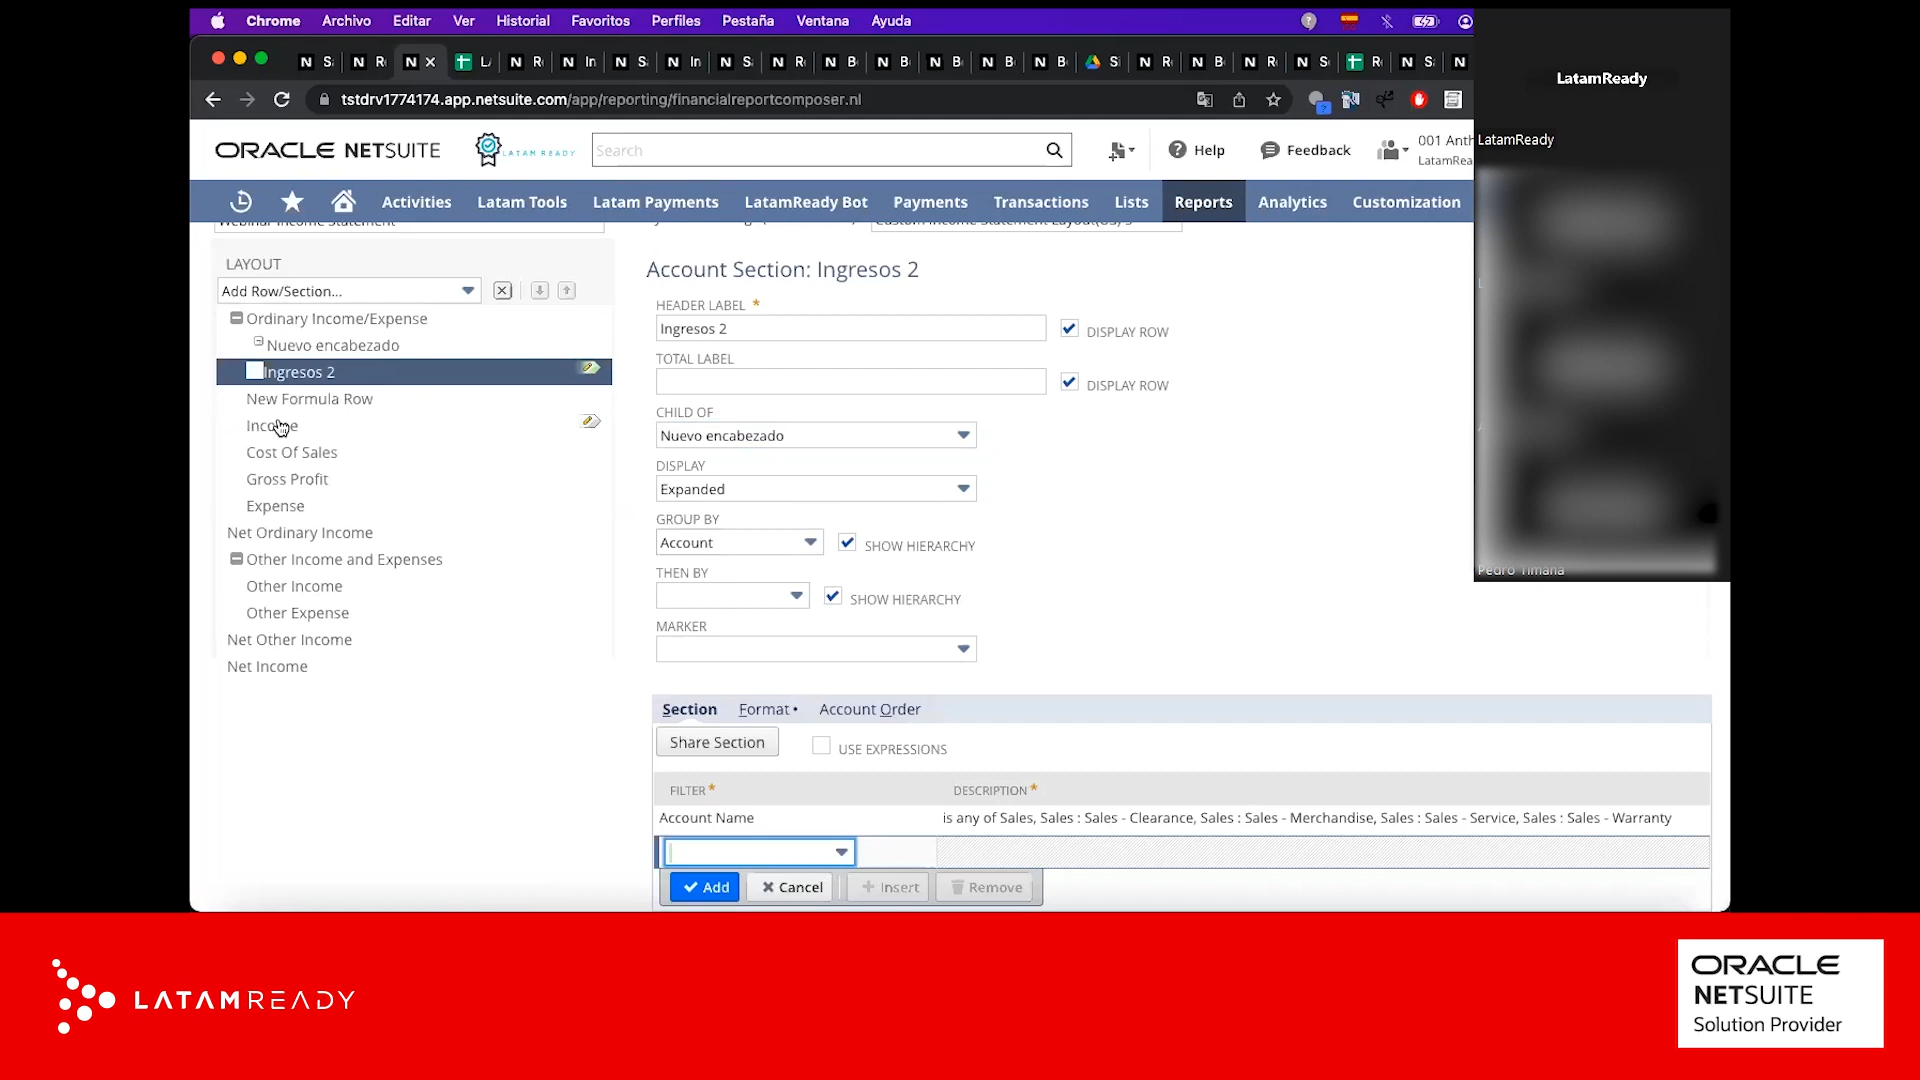 Chrome Archivo Editar Ver Historial Favoritos Perfiles Pestaña Ventana Ayuda
tstdrv1774174.app.netsuite.com/app/reporting/financialreportcomposer.nl
LatamReady
LatamReady
ORACLE NETSUITE
LATAM READY
Search
Help
Feedback
001 Anth
LatamRea
Activities Latam Tools Latam Payments LatamReady Bot Payments Transactions Lists Reports Analytics Customization
Webinar Income Statement
LAYOUT
Add Row/Section...
Ordinary Income/Expense
Nuevo encabezado
Ingresos 2
New Formula Row
Income
Cost Of Sales
Gross Profit
Expense
Net Ordinary Income
Other Income and Expenses
Other Income
Other Expense
Net Other Income
Net Income
Account Section: Ingresos 2
HEADER LABEL *
Ingresos 2
DISPLAY ROW
TOTAL LABEL
DISPLAY ROW
CHILD OF
Nuevo encabezado
DISPLAY
Expanded
GROUP BY
Account
SHOW HIERARCHY
THEN BY
SHOW HIERARCHY
MARKER
Pedro Timaná
Section Format • Account Order
Share Section
USE EXPRESSIONS
FILTER * DESCRIPTION *
Account Name is any of Sales, Sales : Sales - Clearance, Sales : Sales - Merchandise, Sales : Sales - Service, Sales : Sales - Warranty
Add Cancel Insert Remove
LATAMREADY
ORACLE
NETSUITE
Solution Provider